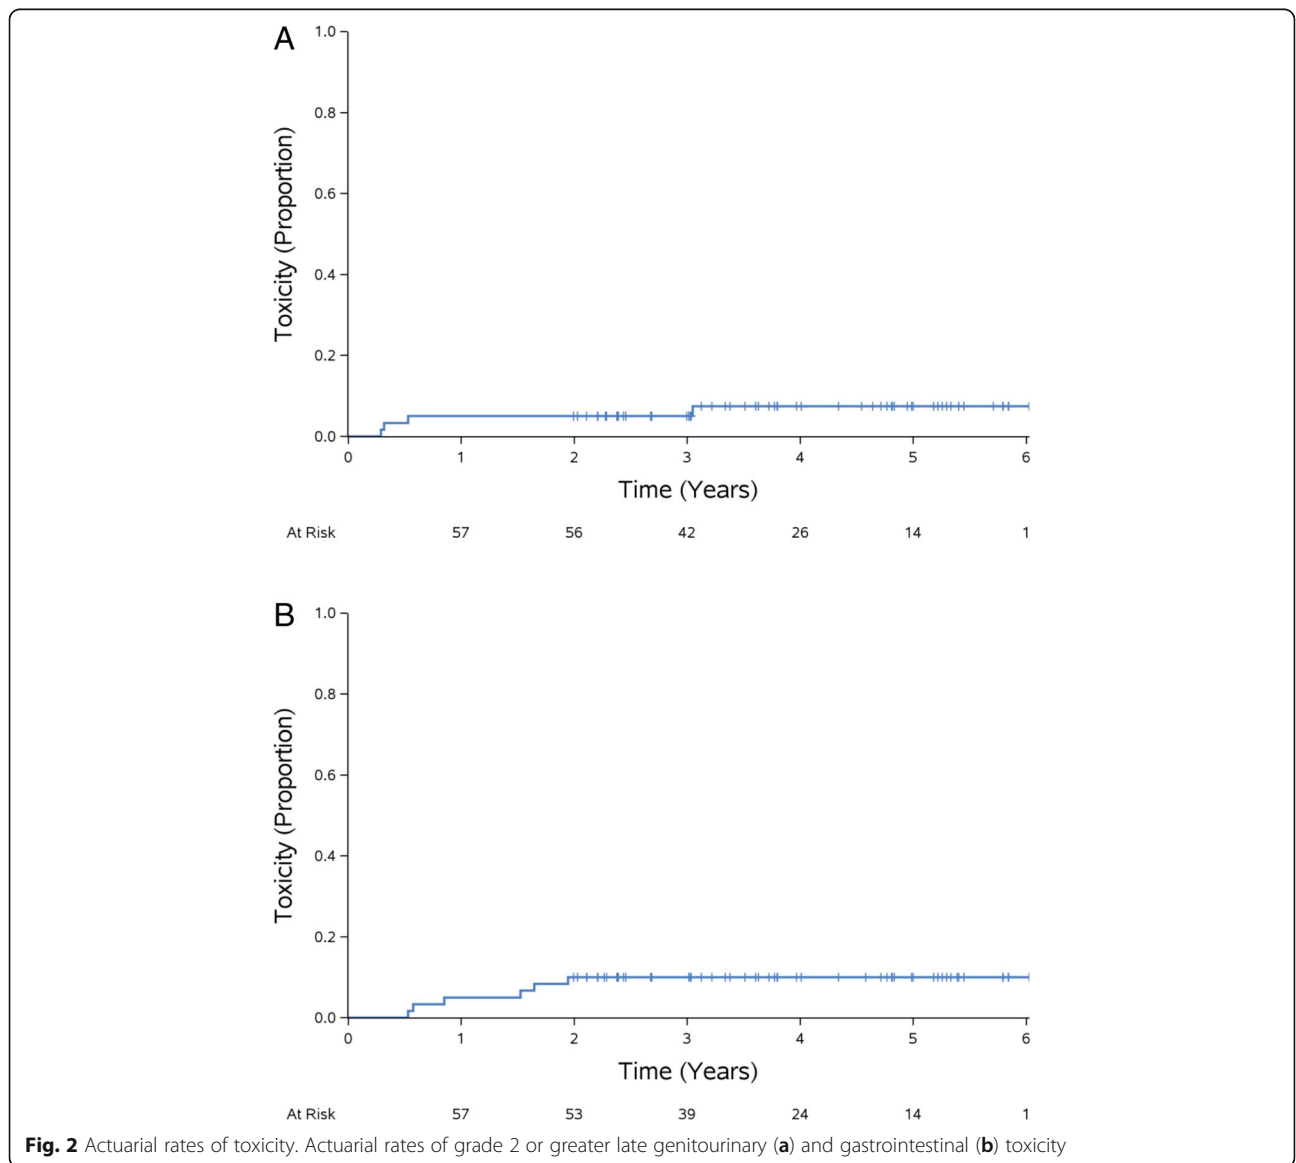 A
1.0
0.8
0.6
0.4
0.2
0.0
Toxicity (Proportion)
0 1 2 3 4 5 6
Time (Years)
At Risk 57 56 42 26 14 1
B
1.0
0.8
0.6
0.4
0.2
0.0
Toxicity (Proportion)
0 1 2 3 4 5 6
Time (Years)
At Risk 57 53 39 24 14 1
Fig. 2 Actuarial rates of toxicity. Actuarial rates of grade 2 or greater late genitourinary (a) and gastrointestinal (b) toxicity